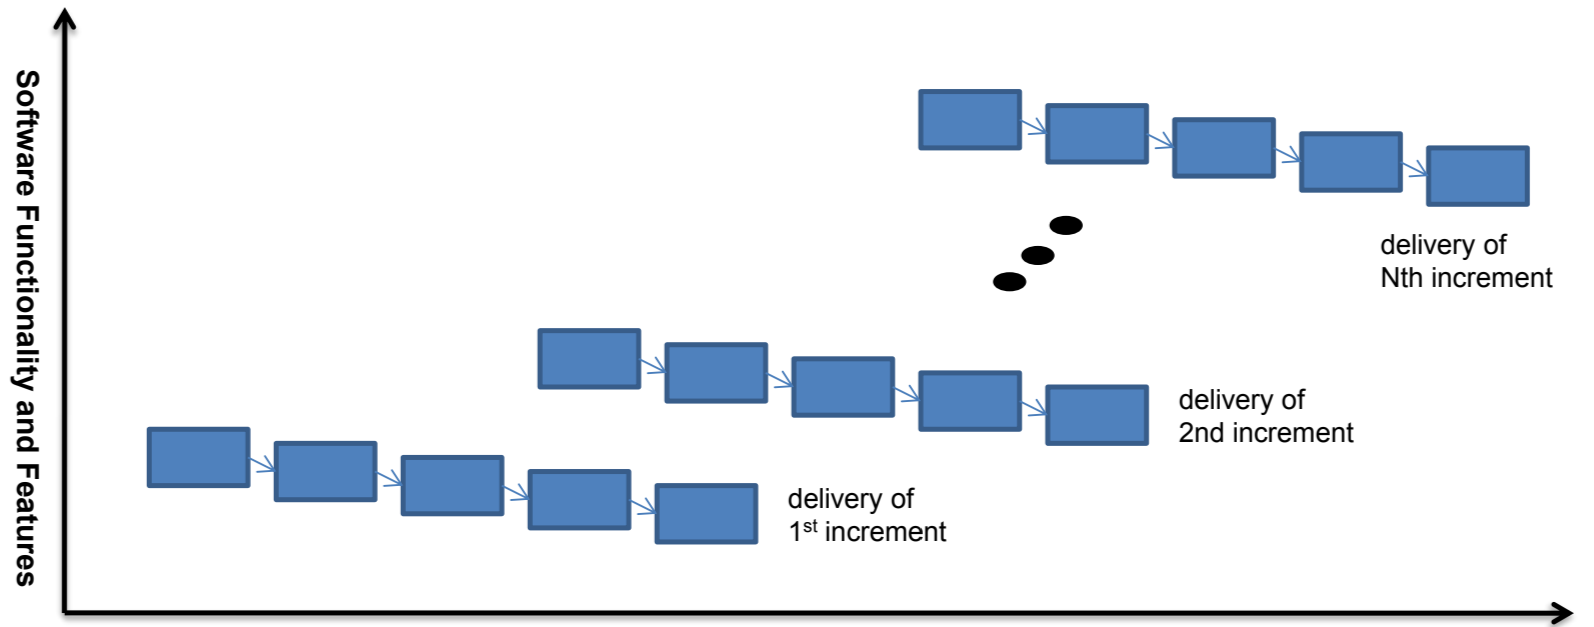 Software Functionality and Features
delivery of
Nth increment
delivery of
2nd increment
delivery of
1st increment